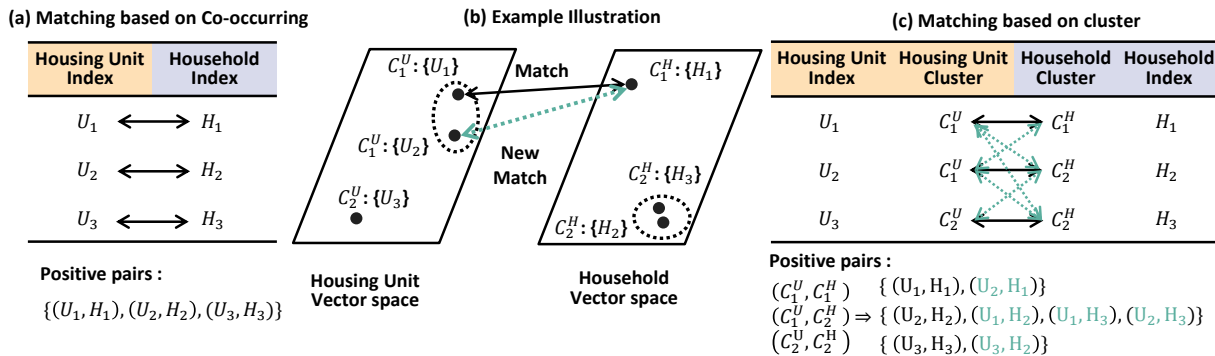 (a) Matching based on Co-occurring
Housing Unit Index
Household Index
U₁ ⟷ H₁
U₂ ⟷ H₂
U₃ ⟷ H₃
Positive pairs :
{(U₁, H₁), (U₂, H₂), (U₃, H₃)}
(b) Example Illustration
C₁ᵁ: {U₁}
Match
C₁ᴴ: {H₁}
C₁ᵁ: {U₂}
New
Match
C₂ᴴ: {H₃}
C₂ᵁ: {U₃}
C₂ᴴ: {H₂}
Housing Unit
Vector space
Household
Vector space
(c) Matching based on cluster
Housing Unit Index
Housing Unit Cluster
Household Cluster
Household Index
U₁ C₁ᵁ C₁ᴴ H₁
U₂ C₁ᵁ C₂ᴴ H₂
U₃ C₂ᵁ C₂ᴴ H₃
Positive pairs :
(C₁ᵁ, C₁ᴴ) { (U₁, H₁), (U₂, H₁)}
(C₁ᵁ, C₂ᴴ) ⇒ { (U₂, H₂), (U₁, H₂), (U₁, H₃), (U₂, H₃)}
(C₂ᵁ, C₂ᴴ) { (U₃, H₃), (U₃, H₂)}